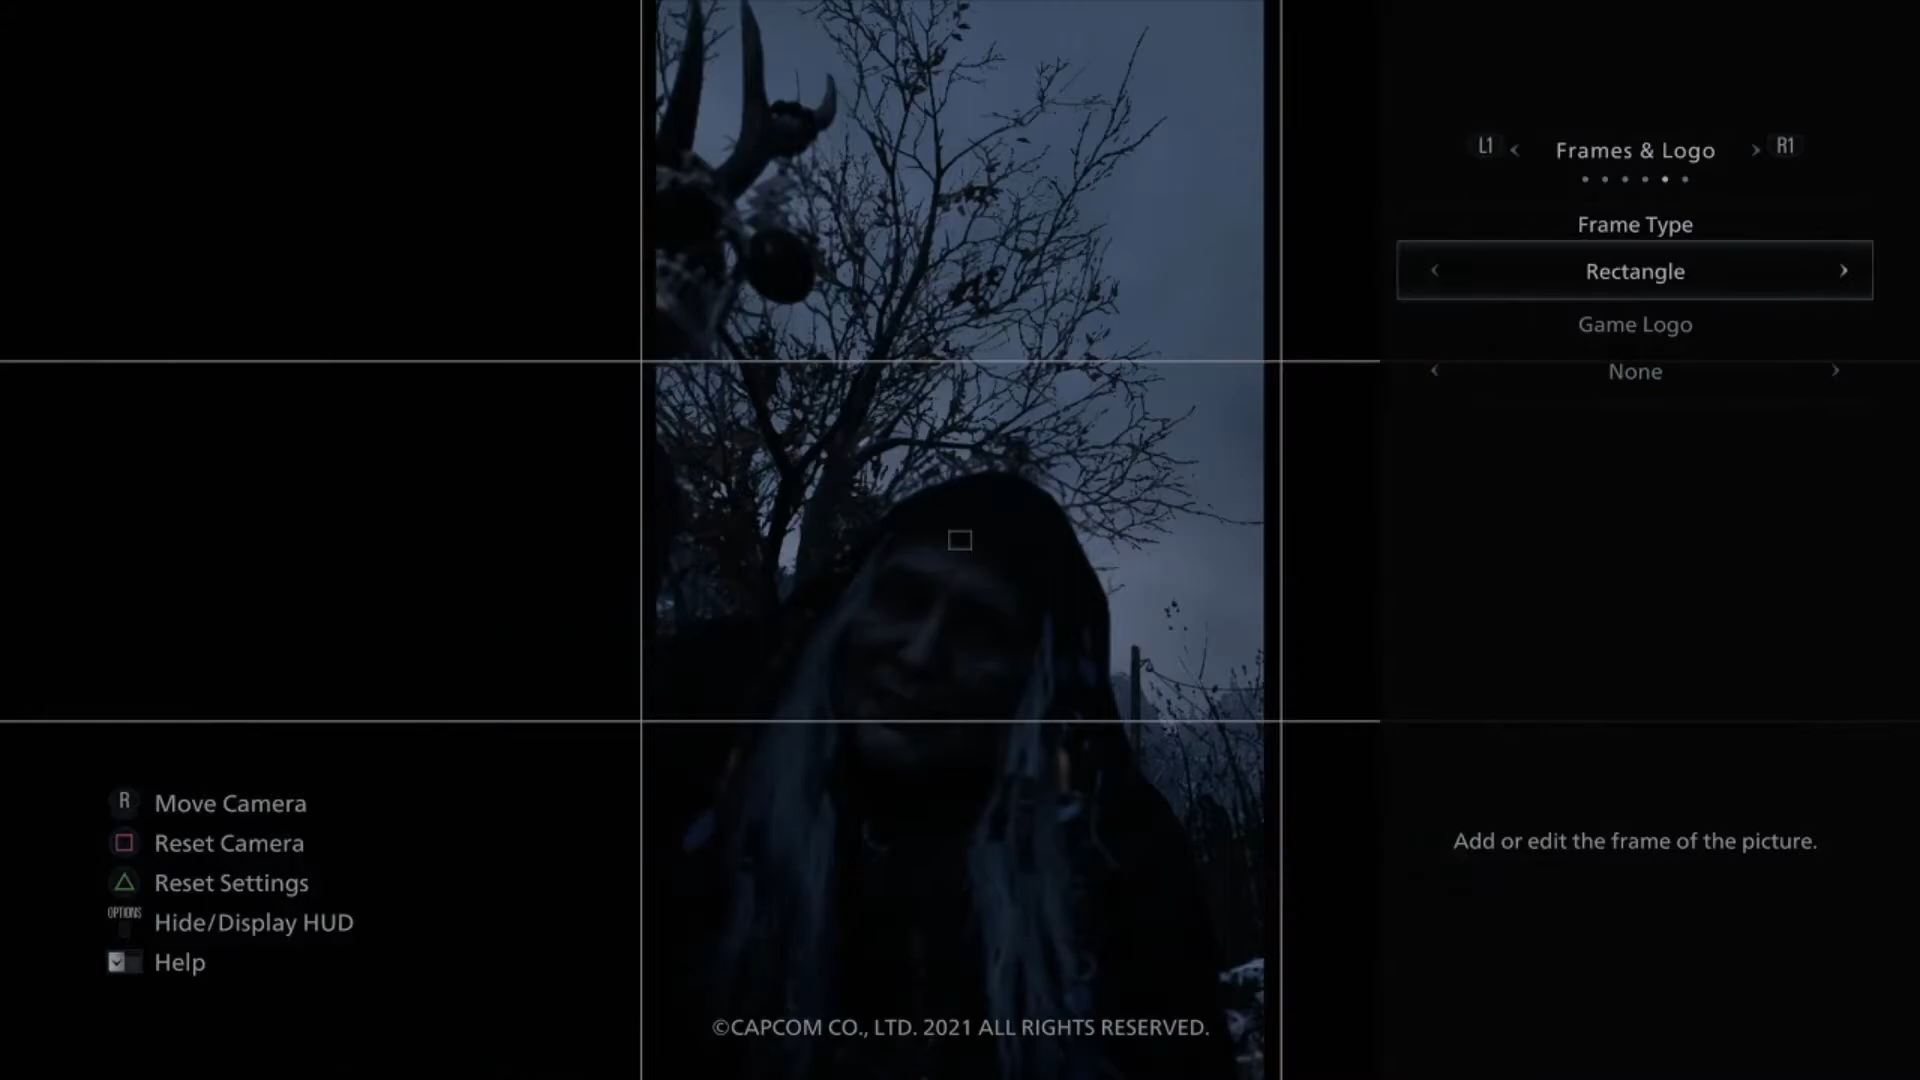 L1 Frames & Logo R1
Frame Type
Rectangle
Game Logo
None
R Move Camera
Reset Camera
Reset Settings
OPTIONS Hide/Display HUD
Help
Add or edit the frame of the picture.
©CAPCOM CO., LTD. 2021 ALL RIGHTS RESERVED.